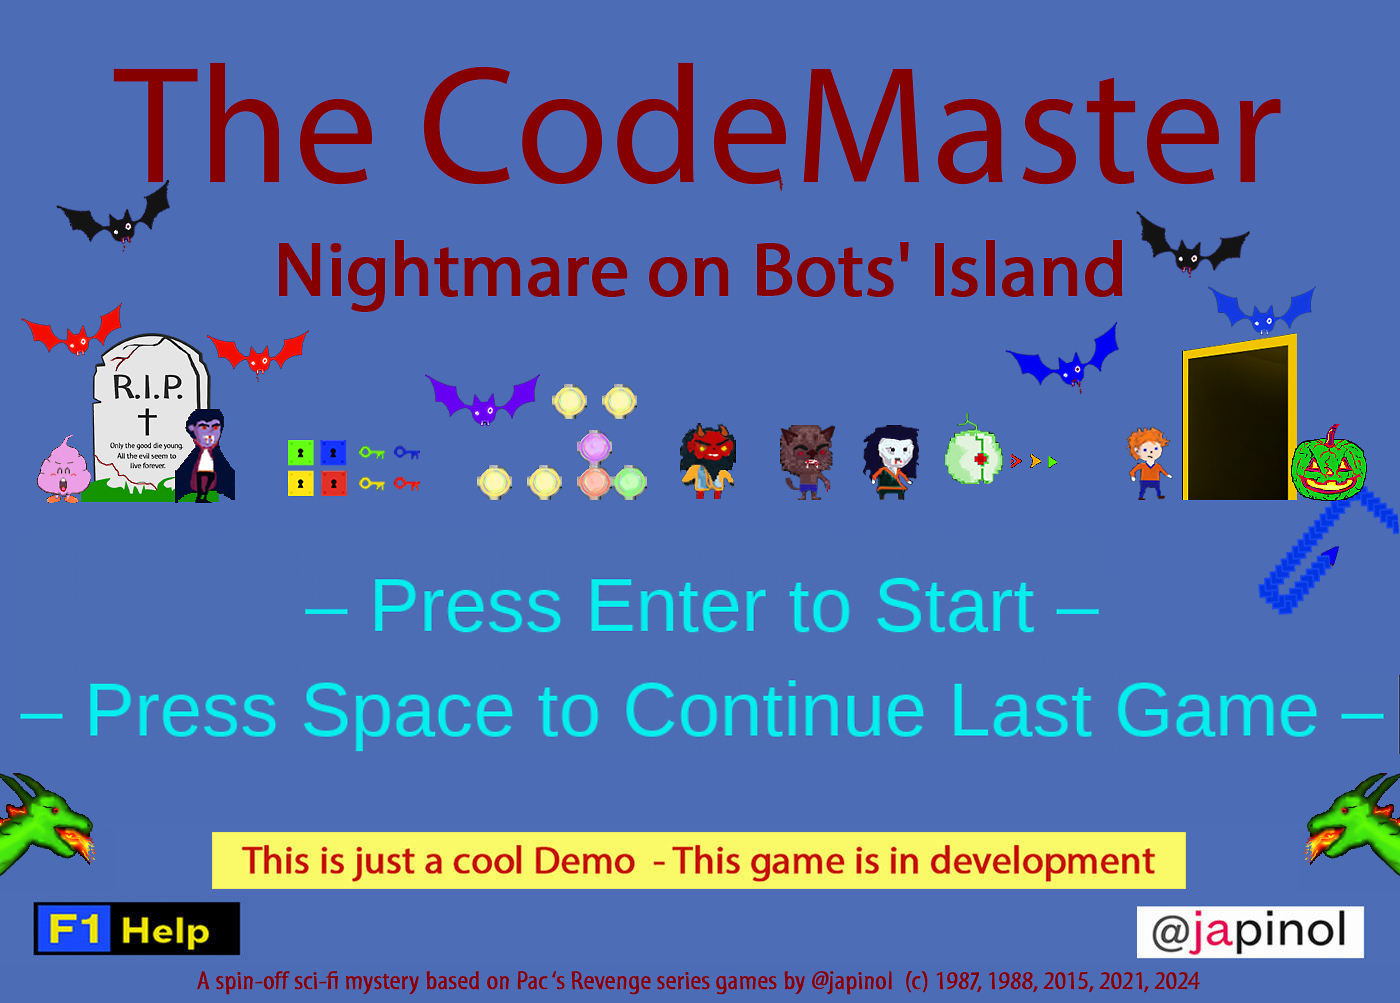 The CodeMaster
Nightmare on Bots' Island
R.I.P.
Only the good die young.
All the evil seem to
live forever.
– Press Enter to Start –
– Press Space to Continue Last Game –
This is just a cool Demo - This game is in development
F1 Help
@japinol
A spin-off sci-fi mystery based on Pac‘s Revenge series games by @japinol (c) 1987, 1988, 2015, 2021, 2024